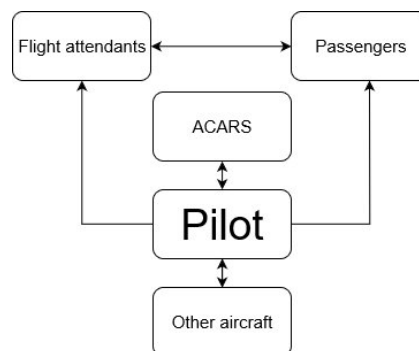 Flight attendants
Passengers
ACARS
Pilot
Other aircraft